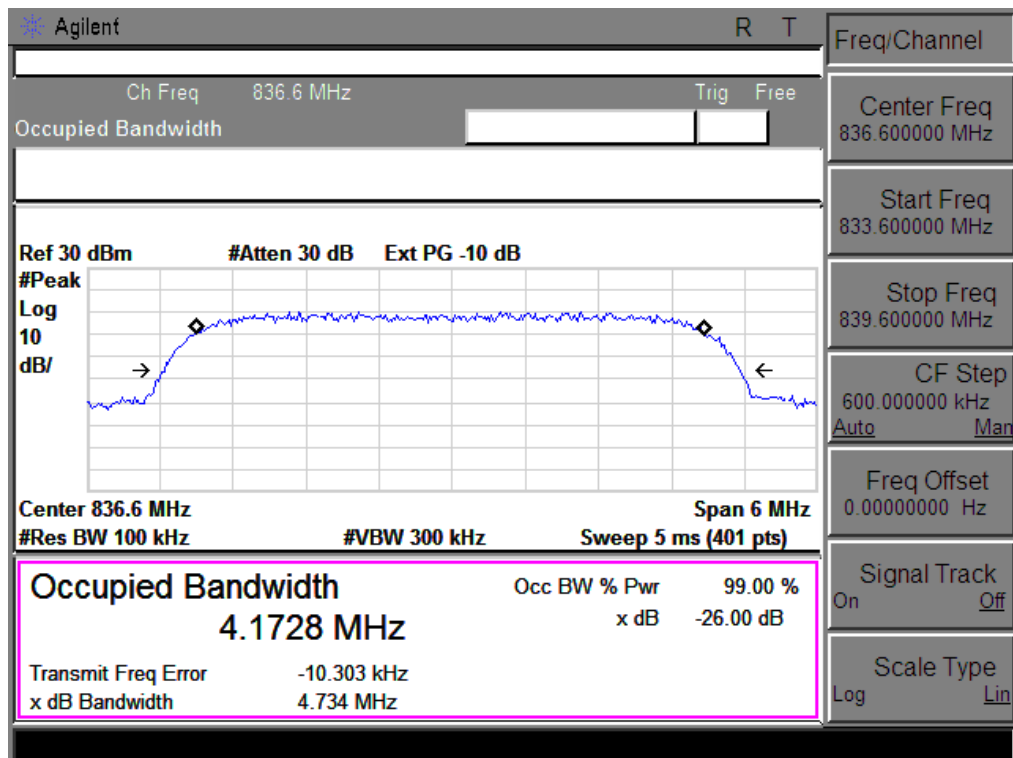 Agilent R T
Ch Freq 836.6 MHz Trig Free
Occupied Bandwidth
Ref 30 dBm #Atten 30 dB Ext PG -10 dB
#Peak
Log
10
dB/
Center 836.6 MHz Span 6 MHz
#Res BW 100 kHz #VBW 300 kHz Sweep 5 ms (401 pts)
Occupied Bandwidth
4.1728 MHz
Occ BW % Pwr 99.00 %
x dB -26.00 dB
Transmit Freq Error -10.303 kHz
x dB Bandwidth 4.734 MHz
Freq/Channel
Center Freq
836.600000 MHz
Start Freq
833.600000 MHz
Stop Freq
839.600000 MHz
CF Step
600.000000 kHz
Auto Man
Freq Offset
0.00000000 Hz
Signal Track
On Off
Scale Type
Log Lin